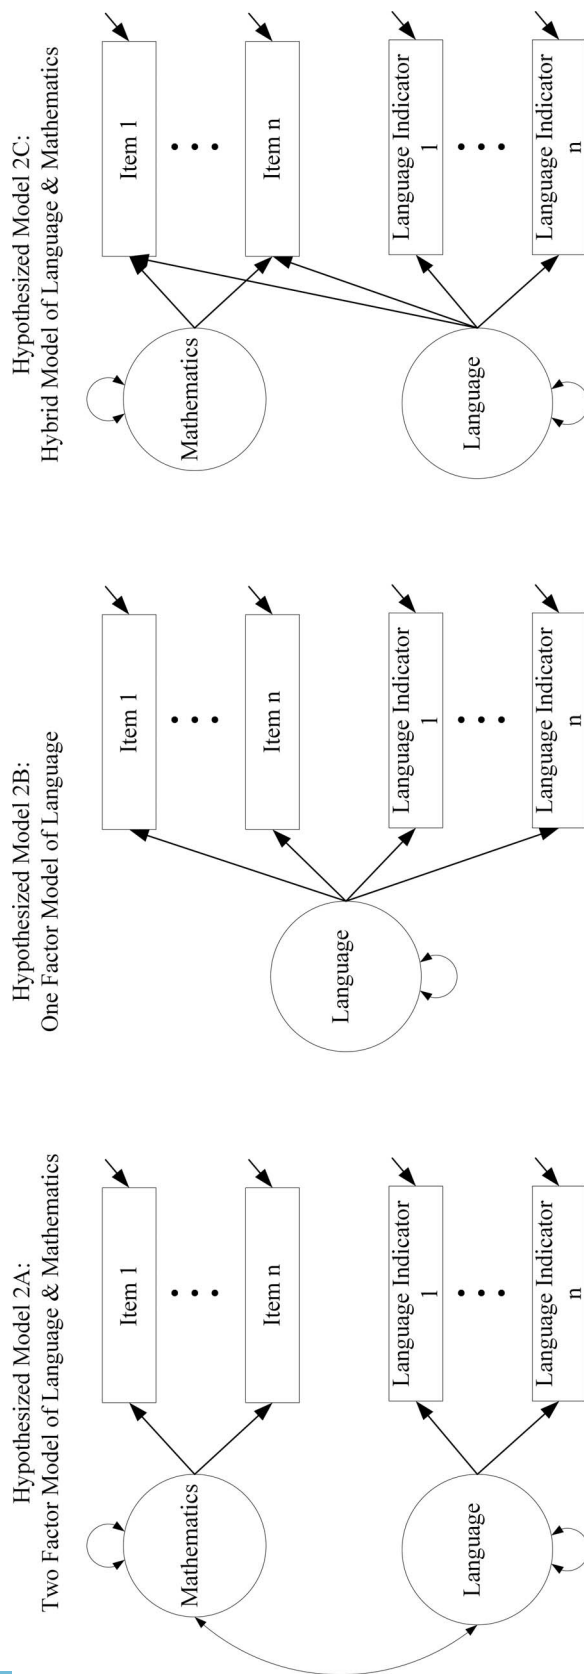 Hypothesized Model 2A:
Two Factor Model of Language & Mathematics
Mathematics
Item 1
Item n
Language
Language Indicator
1
Language Indicator
n
Hypothesized Model 2B:
One Factor Model of Language
Language
Item 1
Item n
Language Indicator
1
Language Indicator
n
Hypothesized Model 2C:
Hybrid Model of Language & Mathematics
Mathematics
Item 1
Item n
Language
Language Indicator
1
Language Indicator
n